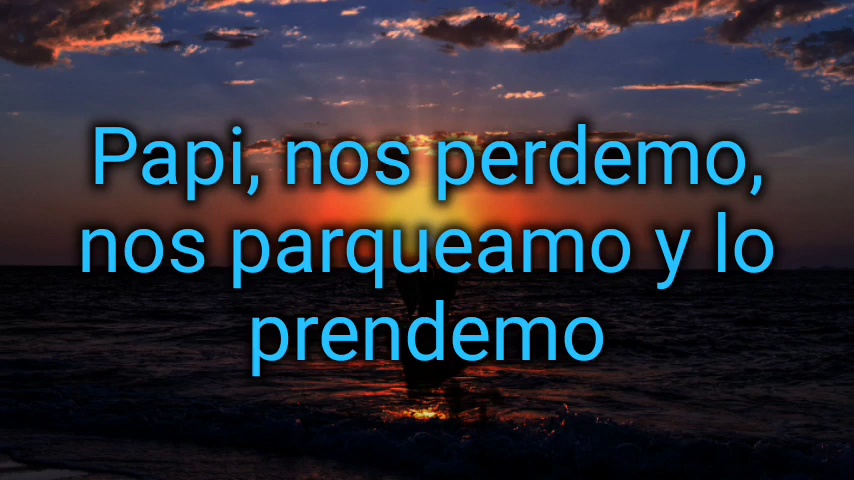 Papi, nos perdemo,
nos parqueamo y lo
prendemo